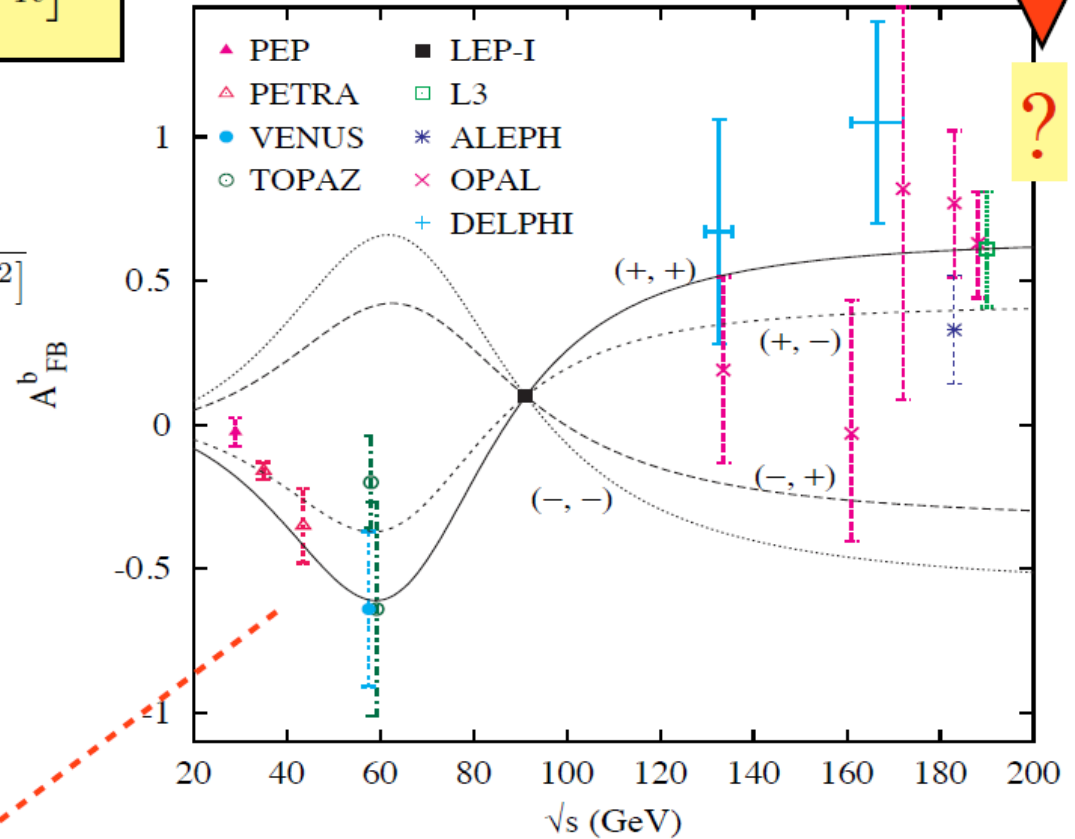 PEP
PETRA
VENUS
TOPAZ
LEP-I
L3
ALEPH
OPAL
DELPHI
?
2]
1
0.5
0
-0.5
-1
A^b_FB
(+, +)
(+, −)
(−, +)
(−, −)
20 40 60 80 100 120 140 160 180 200
√s (GeV)